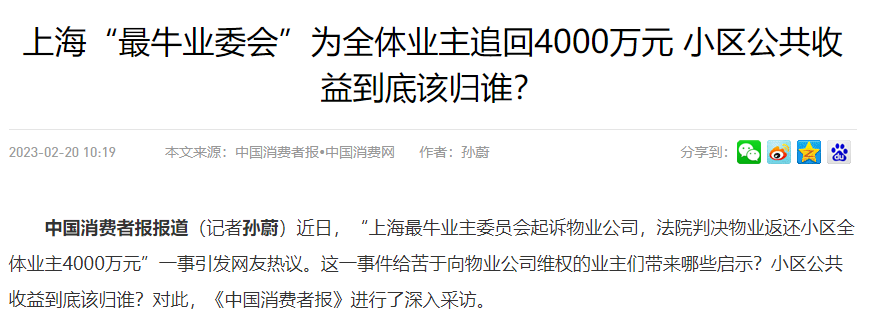 上海“最牛业委会”为全体业主追回4000万元 小区公共收
益到底该归谁？
2023-02-20 10:19 本文来源：中国消费者报•中国消费网 作者：孙蔚 分享到：
中国消费者报报道（记者孙蔚）近日，“上海最牛业主委员会起诉物业公司，法院判决物业返还小区全
体业主4000万元”一事引发网友热议。这一事件给苦于向物业公司维权的业主们带来哪些启示？小区公共
收益到底该归谁？对此，《中国消费者报》进行了深入采访。